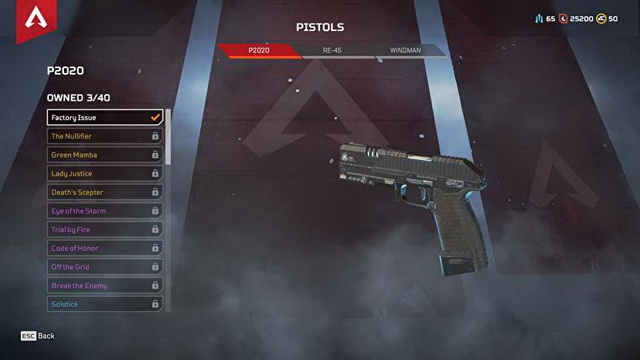 PISTOLS
65 25200 50
P2020 RE-45 WINGMAN
P2020
OWNED 3/40
Factory Issue
The Nullifier
Green Mamba
Lady Justice
Death's Scepter
Eye of the Storm
Trial by Fire
Code of Honor
Off the Grid
Break the Enemy
Solstice
ESC Back